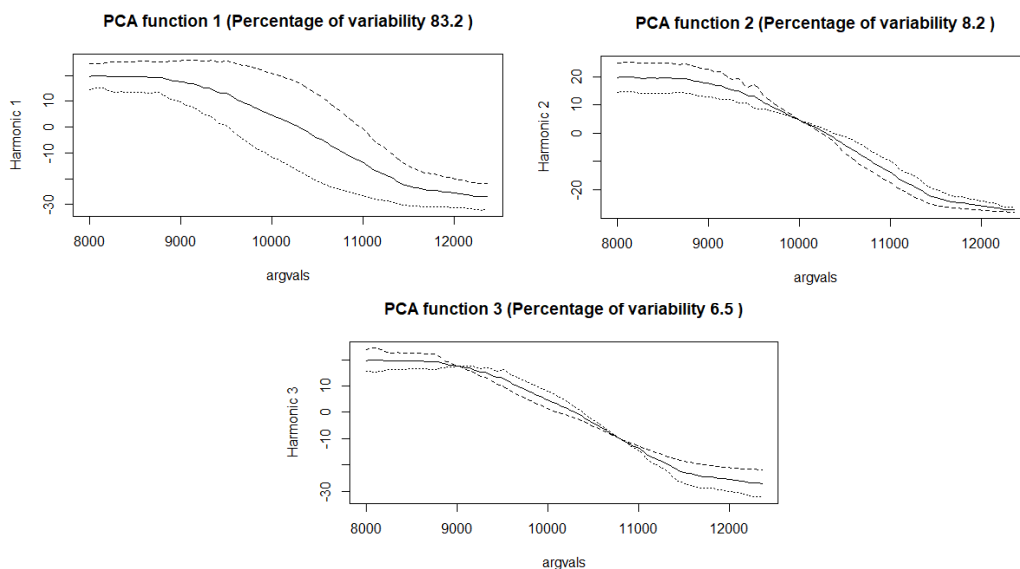 PCA function 1 (Percentage of variability 83.2 )
Harmonic 1
10
0
-10
-30
8000 9000 10000 11000 12000
argvals
PCA function 2 (Percentage of variability 8.2 )
Harmonic 2
20
0
-20
8000 9000 10000 11000 12000
argvals
PCA function 3 (Percentage of variability 6.5 )
Harmonic 3
10
0
-10
-30
8000 9000 10000 11000 12000
argvals